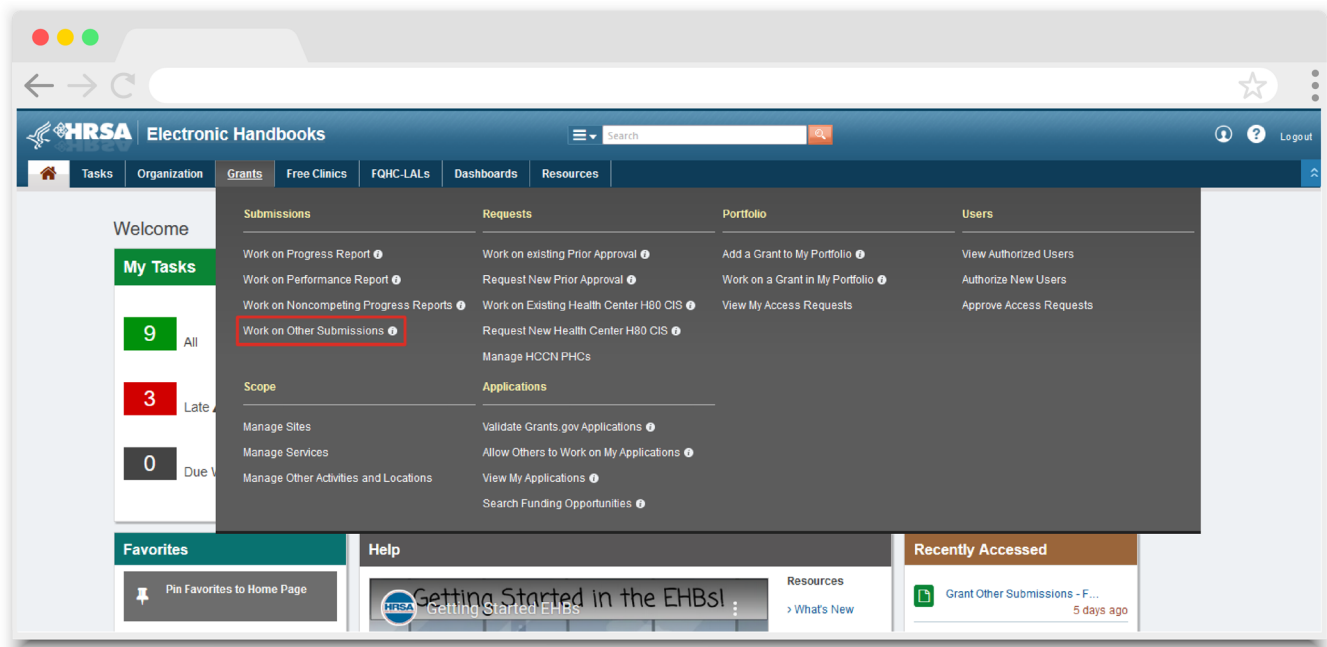 HRSA Electronic Handbooks
Search
Logout
Tasks Organization Grants Free Clinics FQHC-LALs Dashboards Resources
Welcome
My Tasks
9 All
3 Late
0 Due
Submissions
Work on Progress Report
Work on Performance Report
Work on Noncompeting Progress Reports
Work on Other Submissions
Requests
Work on existing Prior Approval
Request New Prior Approval
Work on Existing Health Center H80 CIS
Request New Health Center H80 CIS
Manage HCCN PHCs
Portfolio
Add a Grant to My Portfolio
Work on a Grant in My Portfolio
View My Access Requests
Users
View Authorized Users
Authorize New Users
Approve Access Requests
Scope
Manage Sites
Manage Services
Manage Other Activities and Locations
Applications
Validate Grants.gov Applications
Allow Others to Work on My Applications
View My Applications
Search Funding Opportunities
Favorites
Pin Favorites to Home Page
Help
Getting Started in the EHBs!
HRSA Getting Started EHBs
Resources
› What's New
Recently Accessed
Grant Other Submissions - F...
5 days ago